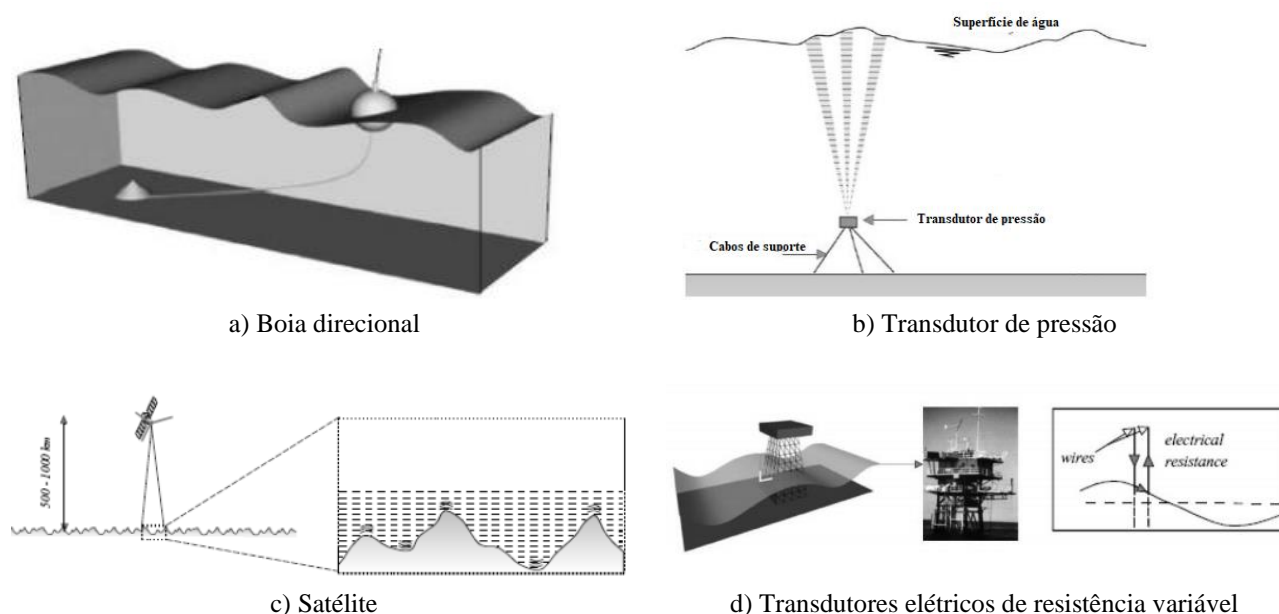 Superfície de água
Transdutor de pressão
Cabos de suporte
a) Boia direcional
b) Transdutor de pressão
500 - 1000 km
wires
electrical
resistance
c) Satélite
d) Transdutores elétricos de resistência variável